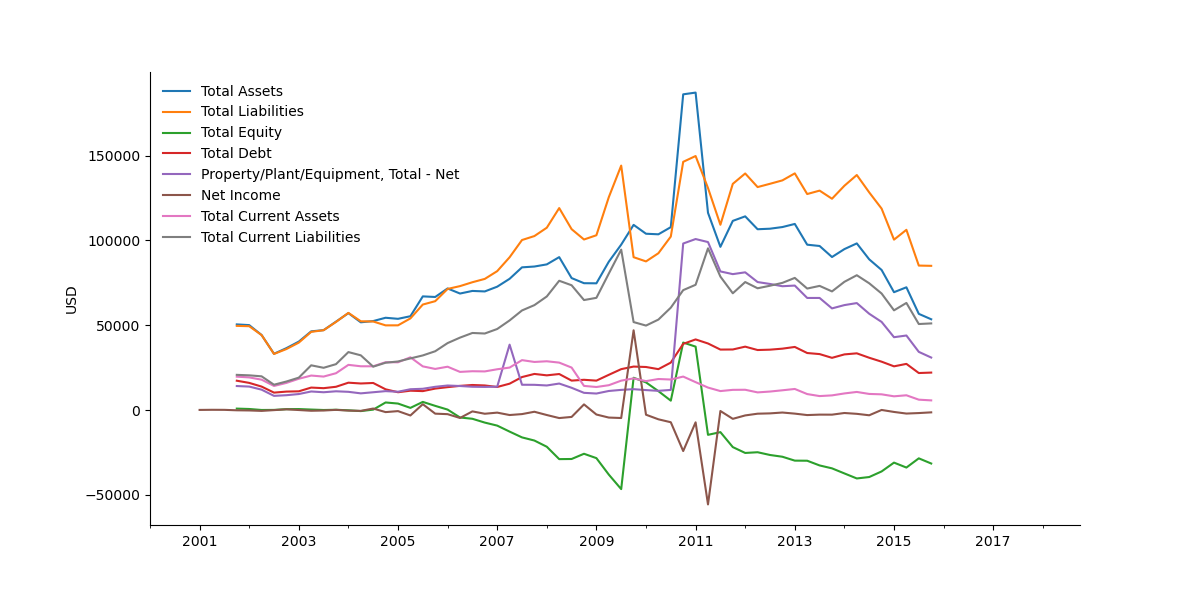 Total Assets
Total Liabilities
Total Equity
Total Debt
Property/Plant/Equipment, Total - Net
Net Income
Total Current Assets
Total Current Liabilities
USD
150000
100000
50000
0
−50000
2001 2003 2005 2007 2009 2011 2013 2015 2017